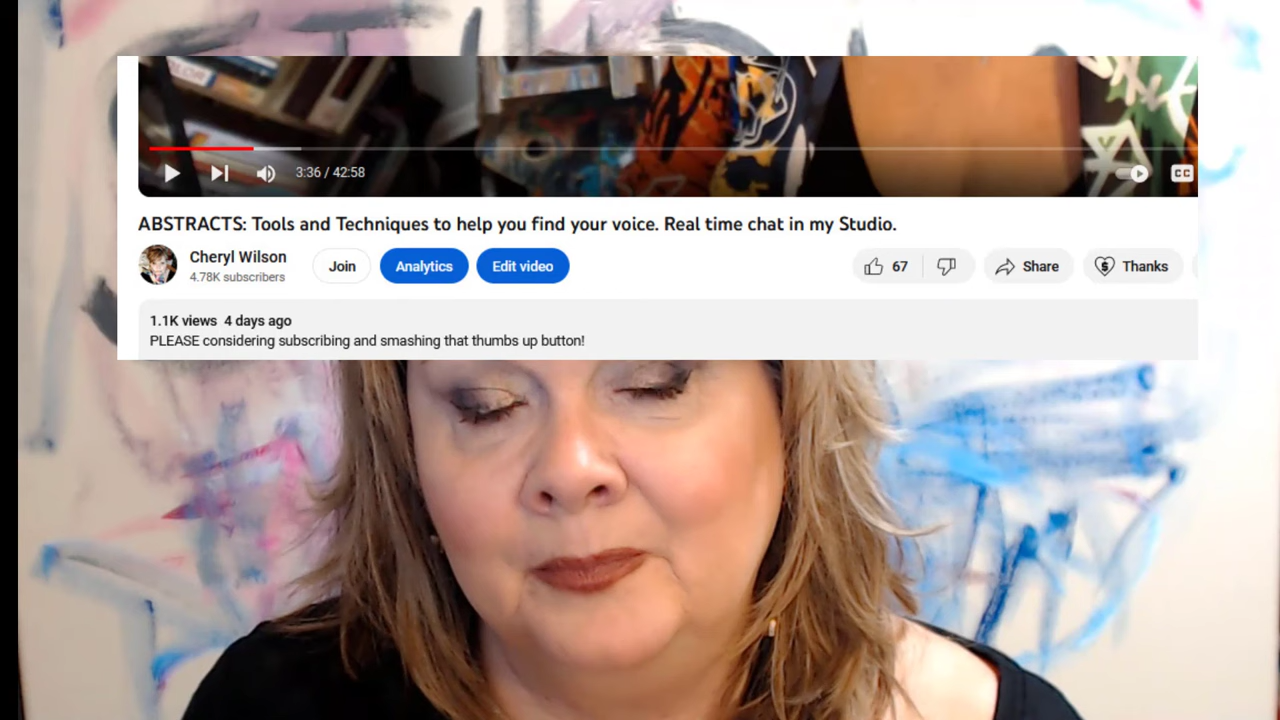 3:36 / 42:58
CC
ABSTRACTS: Tools and Techniques to help you find your voice. Real time chat in my Studio.
Cheryl Wilson
4.78K subscribers
Join
Analytics
Edit video
67
Share
Thanks
1.1K views 4 days ago
PLEASE considering subscribing and smashing that thumbs up button!